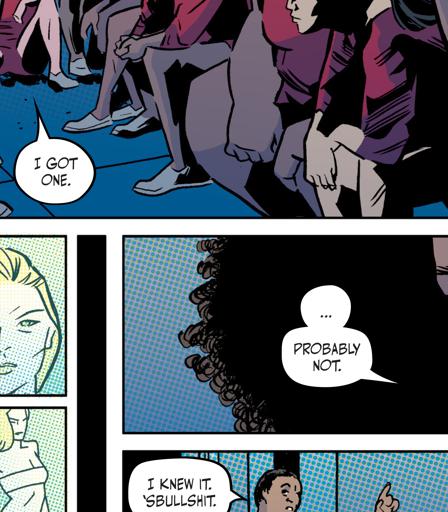 I GOT
ONE.
...
PROBABLY
NOT.
I KNEW IT.
'SBULLSHIT.